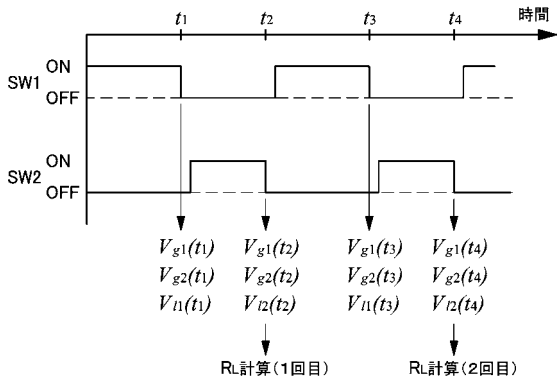 t1 t2 t3 t4 時間
ON
SW1
OFF
ON
SW2
OFF
Vg1(t1) Vg1(t2) Vg1(t3) Vg1(t4)
Vg2(t1) Vg2(t2) Vg2(t3) Vg2(t4)
Vl1(t1) Vl2(t2) Vl1(t3) Vl2(t4)
RL計算(1回目) RL計算(2回目)